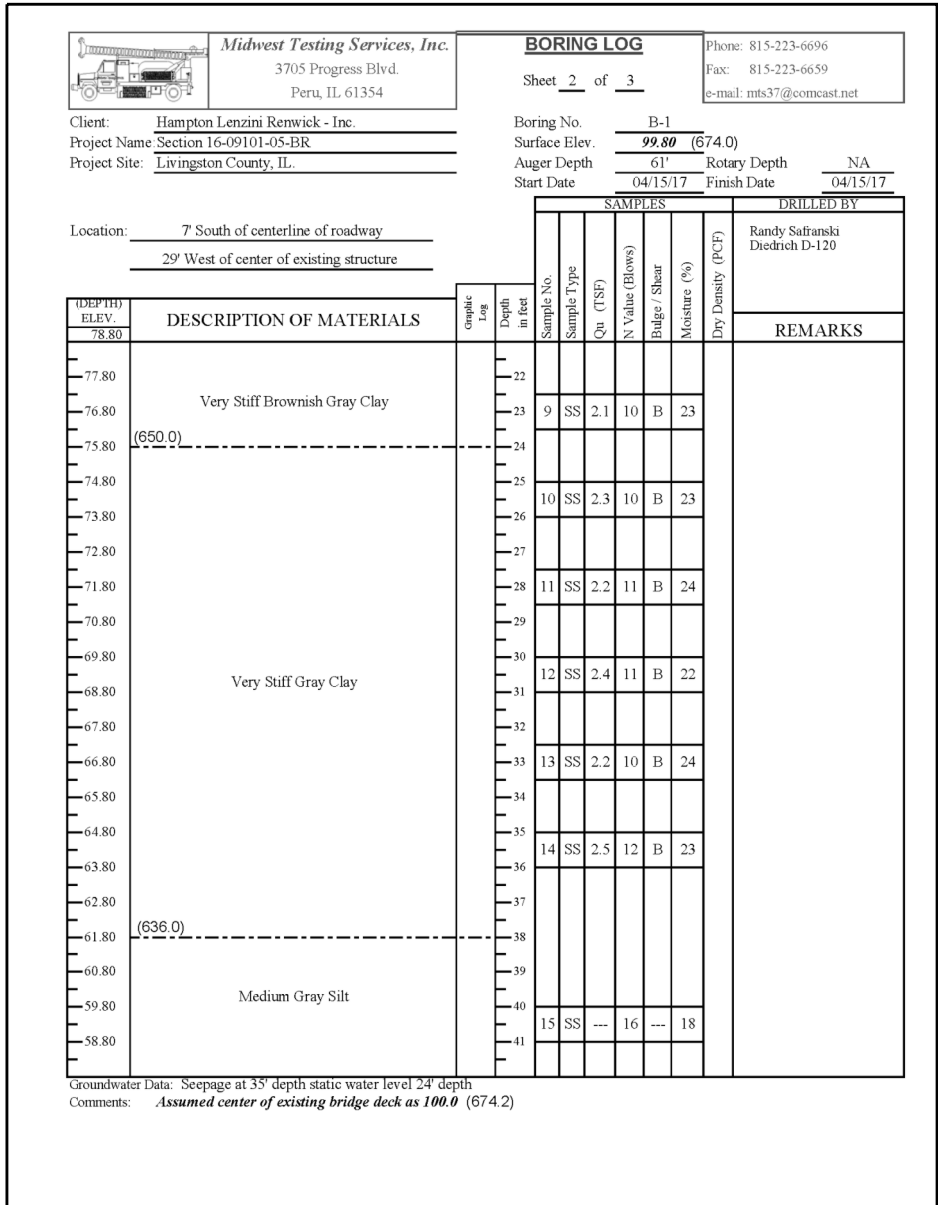 Midwest Testing Services, Inc.
3705 Progress Blvd.
Peru, IL 61354
BORING LOG
Sheet 2 of 3
Phone: 815-223-6696
Fax: 815-223-6659
e-mail: mts37@comcast.net
Client: Hampton Lenzini Renwick - Inc.
Project Name: Section 16-09101-05-BR
Project Site: Livingston County, IL.
Boring No. B-1
Surface Elev. 99.80 (674.0)
Auger Depth 61' Rotary Depth NA
Start Date 04/15/17 Finish Date 04/15/17
Location: 7' South of centerline of roadway
29' West of center of existing structure
SAMPLES
DRILLED BY
Randy Safranski
Diedrich D-120
(DEPTH)
ELEV.
78.80
DESCRIPTION OF MATERIALS
Graphic Log
Depth in feet
Sample No.
Sample Type
Qu (TSF)
N Value (Blows)
Bulge / Shear
Moisture (%)
Dry Density (PCF)
REMARKS
77.80 22
Very Stiff Brownish Gray Clay
76.80 23 9 SS 2.1 10 B 23
(650.0)
75.80 24
74.80 25
10 SS 2.3 10 B 23
73.80 26
72.80 27
71.80 28 11 SS 2.2 11 B 24
70.80 29
69.80 30
Very Stiff Gray Clay 12 SS 2.4 11 B 22
68.80 31
67.80 32
66.80 33 13 SS 2.2 10 B 24
65.80 34
64.80 35
14 SS 2.5 12 B 23
63.80 36
62.80 37
(636.0)
61.80 38
60.80 39
Medium Gray Silt
59.80 40
15 SS --- 16 --- 18
58.80 41
Groundwater Data: Seepage at 35' depth static water level 24' depth
Comments: Assumed center of existing bridge deck as 100.0 (674.2)